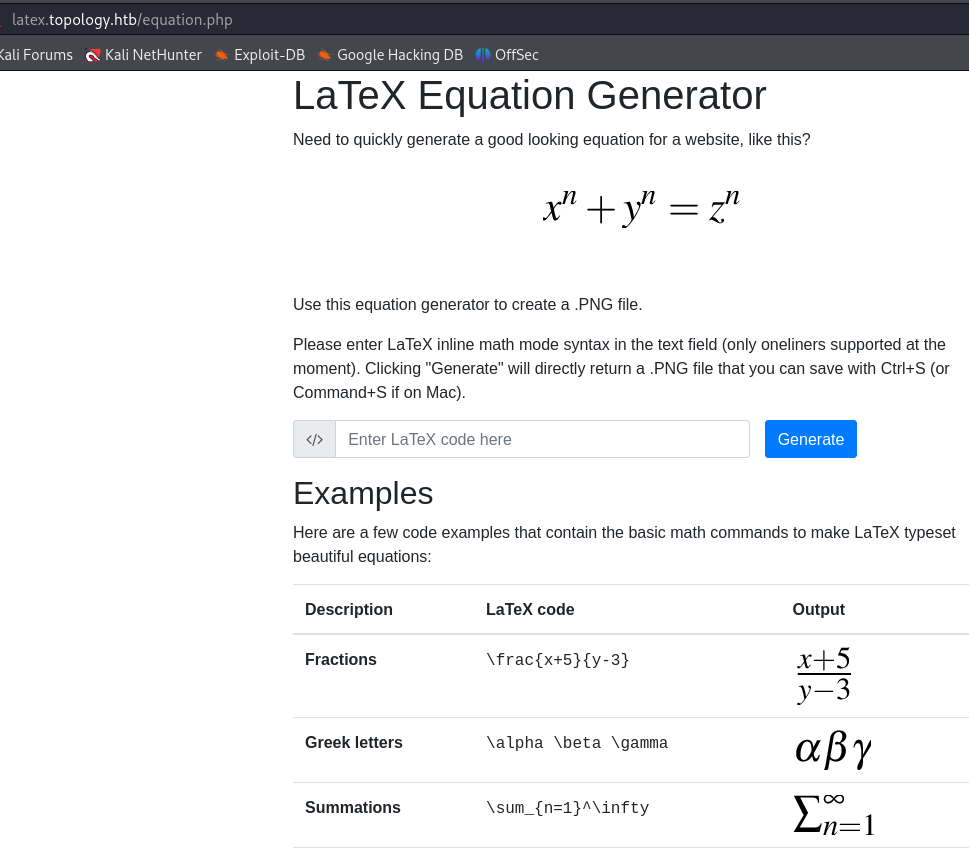 latex.topology.htb/equation.php
Kali Forums Kali NetHunter Exploit-DB Google Hacking DB OffSec
LaTeX Equation Generator
Need to quickly generate a good looking equation for a website, like this?
xⁿ + yⁿ = zⁿ
Use this equation generator to create a .PNG file.
Please enter LaTeX inline math mode syntax in the text field (only oneliners supported at the
moment). Clicking "Generate" will directly return a .PNG file that you can save with Ctrl+S (or
Command+S if on Mac).
</> Enter LaTeX code here Generate
Examples
Here are a few code examples that contain the basic math commands to make LaTeX typeset
beautiful equations:
Description LaTeX code Output
Fractions \frac{x+5}{y-3} x+5
y−3
Greek letters \alpha \beta \gamma αβγ
Summations \sum_{n=1}^\infty ∑∞
n=1